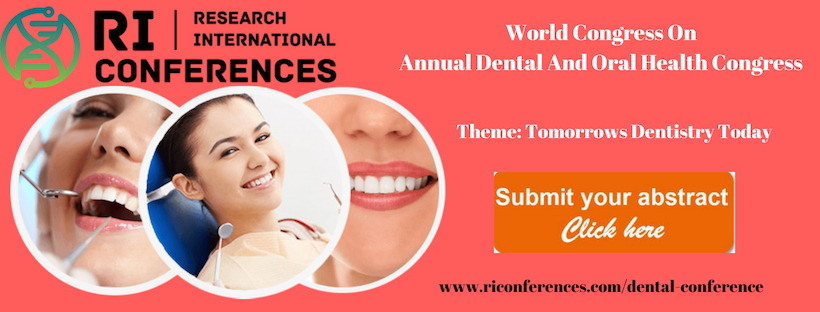 RI
RESEARCH
INTERNATIONAL
CONFERENCES
World Congress On
Annual Dental And Oral Health Congress
Theme: Tomorrows Dentistry Today
Submit your abstract
Click here
www.riconferences.com/dental-conference